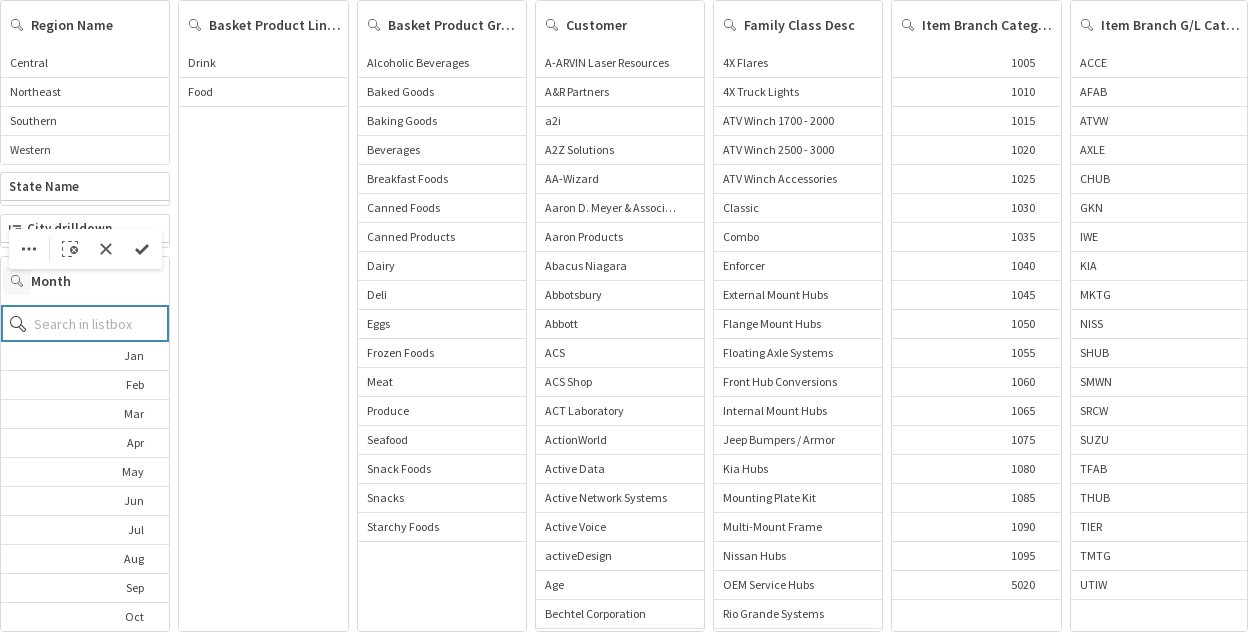 Region Name
Central
Northeast
Southern
Western
State Name
City drilldown
Month
Search in listbox
Jan
Feb
Mar
Apr
May
Jun
Jul
Aug
Sep
Oct
Basket Product Lin…
Drink
Food
Basket Product Gr…
Alcoholic Beverages
Baked Goods
Baking Goods
Beverages
Breakfast Foods
Canned Foods
Canned Products
Dairy
Deli
Eggs
Frozen Foods
Meat
Produce
Seafood
Snack Foods
Snacks
Starchy Foods
Customer
A-ARVIN Laser Resources
A&R Partners
a2i
A2Z Solutions
AA-Wizard
Aaron D. Meyer & Associ…
Aaron Products
Abacus Niagara
Abbotsbury
Abbott
ACS
ACS Shop
ACT Laboratory
ActionWorld
Active Data
Active Network Systems
Active Voice
activeDesign
Age
Bechtel Corporation
Family Class Desc
4X Flares
4X Truck Lights
ATV Winch 1700 - 2000
ATV Winch 2500 - 3000
ATV Winch Accessories
Classic
Combo
Enforcer
External Mount Hubs
Flange Mount Hubs
Floating Axle Systems
Front Hub Conversions
Internal Mount Hubs
Jeep Bumpers / Armor
Kia Hubs
Mounting Plate Kit
Multi-Mount Frame
Nissan Hubs
OEM Service Hubs
Rio Grande Systems
Item Branch Categ…
1005
1010
1015
1020
1025
1030
1035
1040
1045
1050
1055
1060
1065
1075
1080
1085
1090
1095
5020
Item Branch G/L Cat…
ACCE
AFAB
ATVW
AXLE
CHUB
GKN
IWE
KIA
MKTG
NISS
SHUB
SMWN
SRCW
SUZU
TFAB
THUB
TIER
TMTG
UTIW